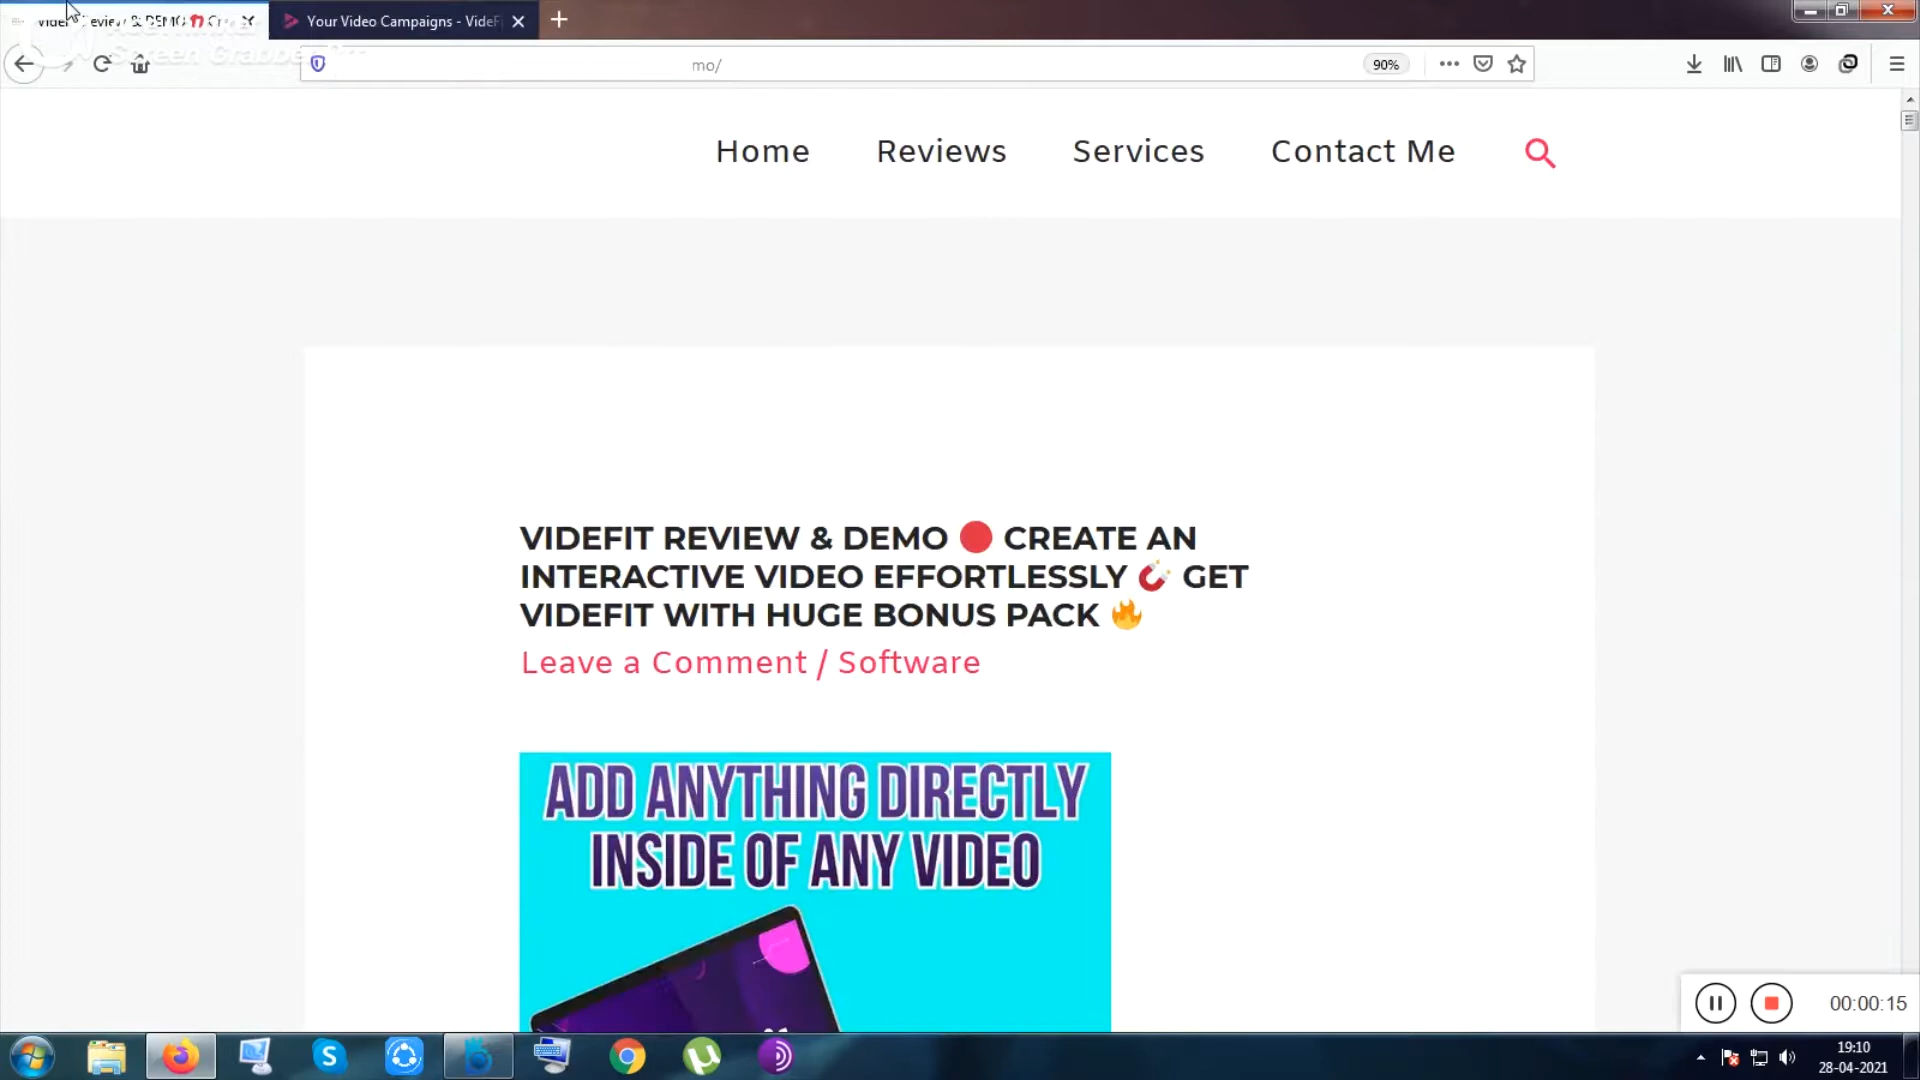 Your Video Campaigns - VideF
mo/
90%
Home Reviews Services Contact Me
VIDEFIT REVIEW & DEMO 🔴 CREATE AN
INTERACTIVE VIDEO EFFORTLESSLY 🧲 GET
VIDEFIT WITH HUGE BONUS PACK 🔥
Leave a Comment / Software
ADD ANYTHING DIRECTLY
INSIDE OF ANY VIDEO
00:00:15
19:10
28-04-2021